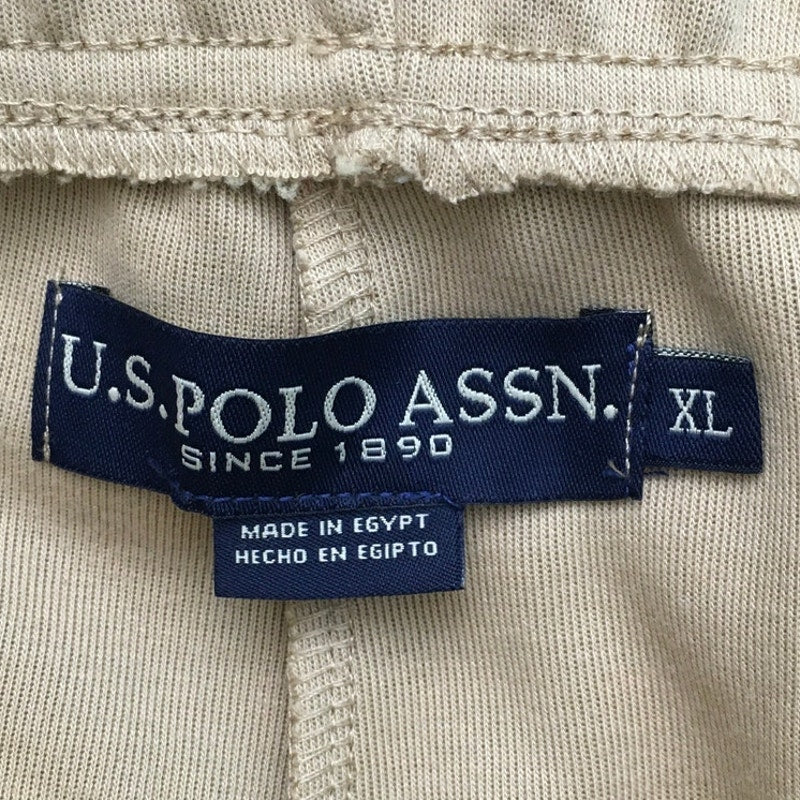 U.S. POLO ASSN.
SINCE 1890
XL
MADE IN EGYPT
HECHO EN EGIPTO